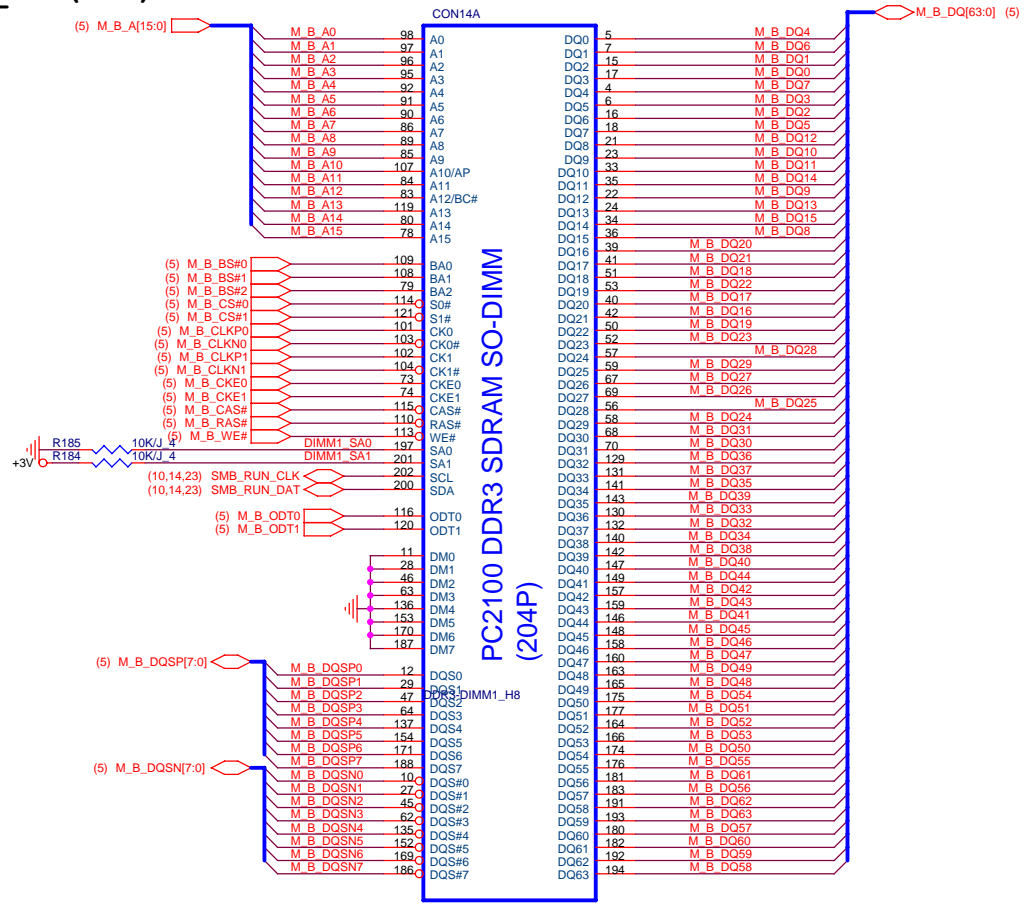 CON14A
(5) M_B_A[15:0]
M_B_A0 98 A0
M_B_A1 97 A1
M_B_A2 96 A2
M_B_A3 95 A3
M_B_A4 92 A4
M_B_A5 91 A5
M_B_A6 90 A6
M_B_A7 86 A7
M_B_A8 89 A8
M_B_A9 85 A9
M_B_A10 107 A10/AP
M_B_A11 84 A11
M_B_A12 83 A12/BC#
M_B_A13 119 A13
M_B_A14 80 A14
M_B_A15 78 A15
(5) M_B_BS#0 109 BA0
(5) M_B_BS#1 108 BA1
(5) M_B_BS#2 79 BA2
(5) M_B_CS#0 114 S0#
(5) M_B_CS#1 121 S1#
(5) M_B_CLKP0 101 CK0
(5) M_B_CLKN0 103 CK0#
(5) M_B_CLKP1 102 CK1
(5) M_B_CLKN1 104 CK1#
(5) M_B_CKE0 73 CKE0
(5) M_B_CKE1 74 CKE1
(5) M_B_CAS# 115 CAS#
(5) M_B_RAS# 110 RAS#
(5) M_B_WE# 113 WE#
R185 10K/J_4 DIMM1_SA0 197 SA0
+3V R184 10K/J_4 DIMM1_SA1 201 SA1
(10,14,23) SMB_RUN_CLK 202 SCL
(10,14,23) SMB_RUN_DAT 200 SDA
(5) M_B_ODT0 116 ODT0
(5) M_B_ODT1 120 ODT1
11 DM0
28 DM1
46 DM2
63 DM3
136 DM4
153 DM5
170 DM6
187 DM7
(5) M_B_DQSP[7:0]
M_B_DQSP0 12 DQS0
M_B_DQSP1 29 DQS1
M_B_DQSP2 47 DQS2
M_B_DQSP3 64 DQS3
M_B_DQSP4 137 DQS4
M_B_DQSP5 154 DQS5
M_B_DQSP6 171 DQS6
M_B_DQSP7 188 DQS7
(5) M_B_DQSN[7:0]
M_B_DQSN0 10 DQS#0
M_B_DQSN1 27 DQS#1
M_B_DQSN2 45 DQS#2
M_B_DQSN3 62 DQS#3
M_B_DQSN4 135 DQS#4
M_B_DQSN5 152 DQS#5
M_B_DQSN6 169 DQS#6
M_B_DQSN7 186 DQS#7
PC2100 DDR3 SDRAM SO-DIMM
(204P)
DDR3-DIMM1_H8
M_B_DQ[63:0] (5)
DQ0 5 M_B_DQ4
DQ1 7 M_B_DQ6
DQ2 15 M_B_DQ1
DQ3 17 M_B_DQ0
DQ4 4 M_B_DQ7
DQ5 6 M_B_DQ3
DQ6 16 M_B_DQ2
DQ7 18 M_B_DQ5
DQ8 21 M_B_DQ12
DQ9 23 M_B_DQ10
DQ10 33 M_B_DQ11
DQ11 35 M_B_DQ14
DQ12 22 M_B_DQ9
DQ13 24 M_B_DQ13
DQ14 34 M_B_DQ15
DQ15 36 M_B_DQ8
DQ16 39 M_B_DQ20
DQ17 41 M_B_DQ21
DQ18 51 M_B_DQ18
DQ19 53 M_B_DQ22
DQ20 40 M_B_DQ17
DQ21 42 M_B_DQ16
DQ22 50 M_B_DQ19
DQ23 52 M_B_DQ23
DQ24 57 M_B_DQ28
DQ25 59 M_B_DQ29
DQ26 67 M_B_DQ27
DQ27 69 M_B_DQ26
DQ28 56 M_B_DQ25
DQ29 58 M_B_DQ24
DQ30 68 M_B_DQ31
DQ31 70 M_B_DQ30
DQ32 129 M_B_DQ36
DQ33 131 M_B_DQ37
DQ34 141 M_B_DQ35
DQ35 143 M_B_DQ39
DQ36 130 M_B_DQ33
DQ37 132 M_B_DQ32
DQ38 140 M_B_DQ34
DQ39 142 M_B_DQ38
DQ40 147 M_B_DQ40
DQ41 149 M_B_DQ44
DQ42 157 M_B_DQ42
DQ43 159 M_B_DQ43
DQ44 146 M_B_DQ41
DQ45 148 M_B_DQ45
DQ46 158 M_B_DQ46
DQ47 160 M_B_DQ47
DQ48 163 M_B_DQ49
DQ49 165 M_B_DQ48
DQ50 175 M_B_DQ54
DQ51 177 M_B_DQ51
DQ52 164 M_B_DQ52
DQ53 166 M_B_DQ53
DQ54 174 M_B_DQ50
DQ55 176 M_B_DQ55
DQ56 181 M_B_DQ61
DQ57 183 M_B_DQ56
DQ58 191 M_B_DQ62
DQ59 193 M_B_DQ63
DQ60 180 M_B_DQ57
DQ61 182 M_B_DQ60
DQ62 192 M_B_DQ59
DQ63 194 M_B_DQ58